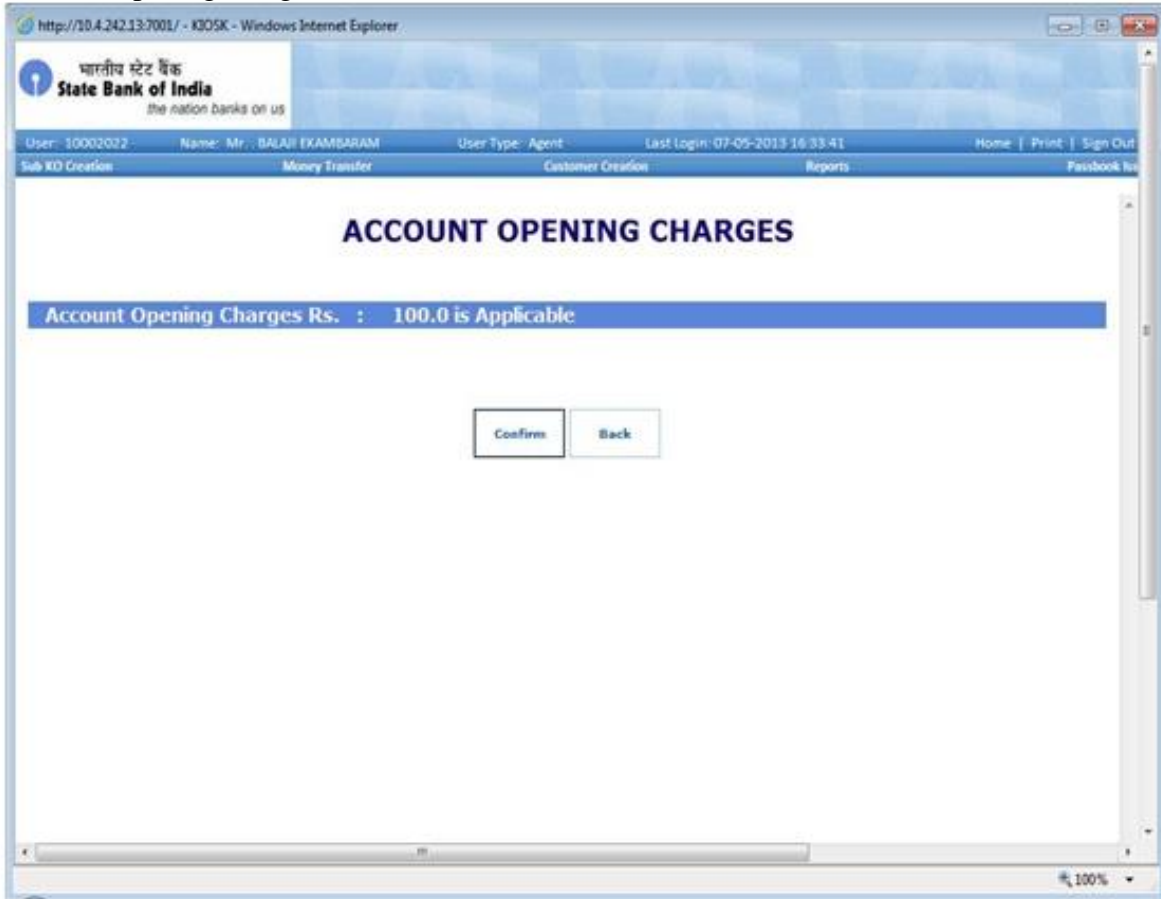 http://10.4.242.13:7001/ - KIOSK - Windows Internet Explorer
भारतीय स्टेट बैंक
State Bank of India
the nation banks on us
User: 10002022 Name: Mr. . BALAJI EKAMBARAM User Type: Agent Last Login: 07-05-2013 16:33:41 Home | Print | Sign Out
Sub KO Creation Money Transfer Customer Creation Reports Passbook
ACCOUNT OPENING CHARGES
Account Opening Charges Rs. : 100.0 is Applicable
Confirm Back
100%